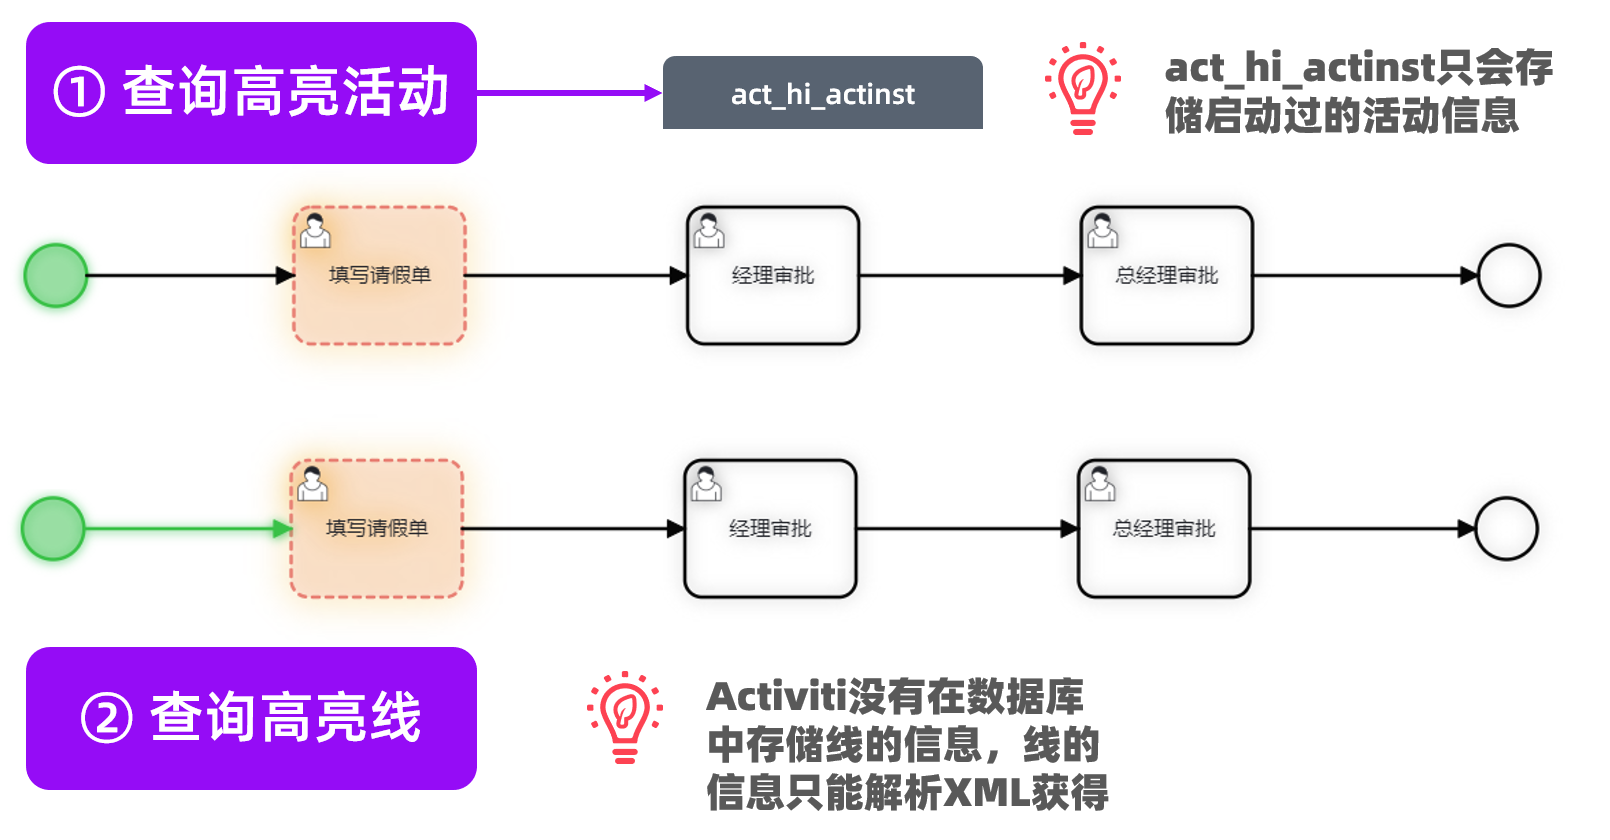 ① 查询高亮活动
act_hi_actinst
act_hi_actinst只会存
储启动过的活动信息
填写请假单
经理审批
总经理审批
填写请假单
经理审批
总经理审批
② 查询高亮线
Activiti没有在数据库
中存储线的信息，线的
信息只能解析XML获得